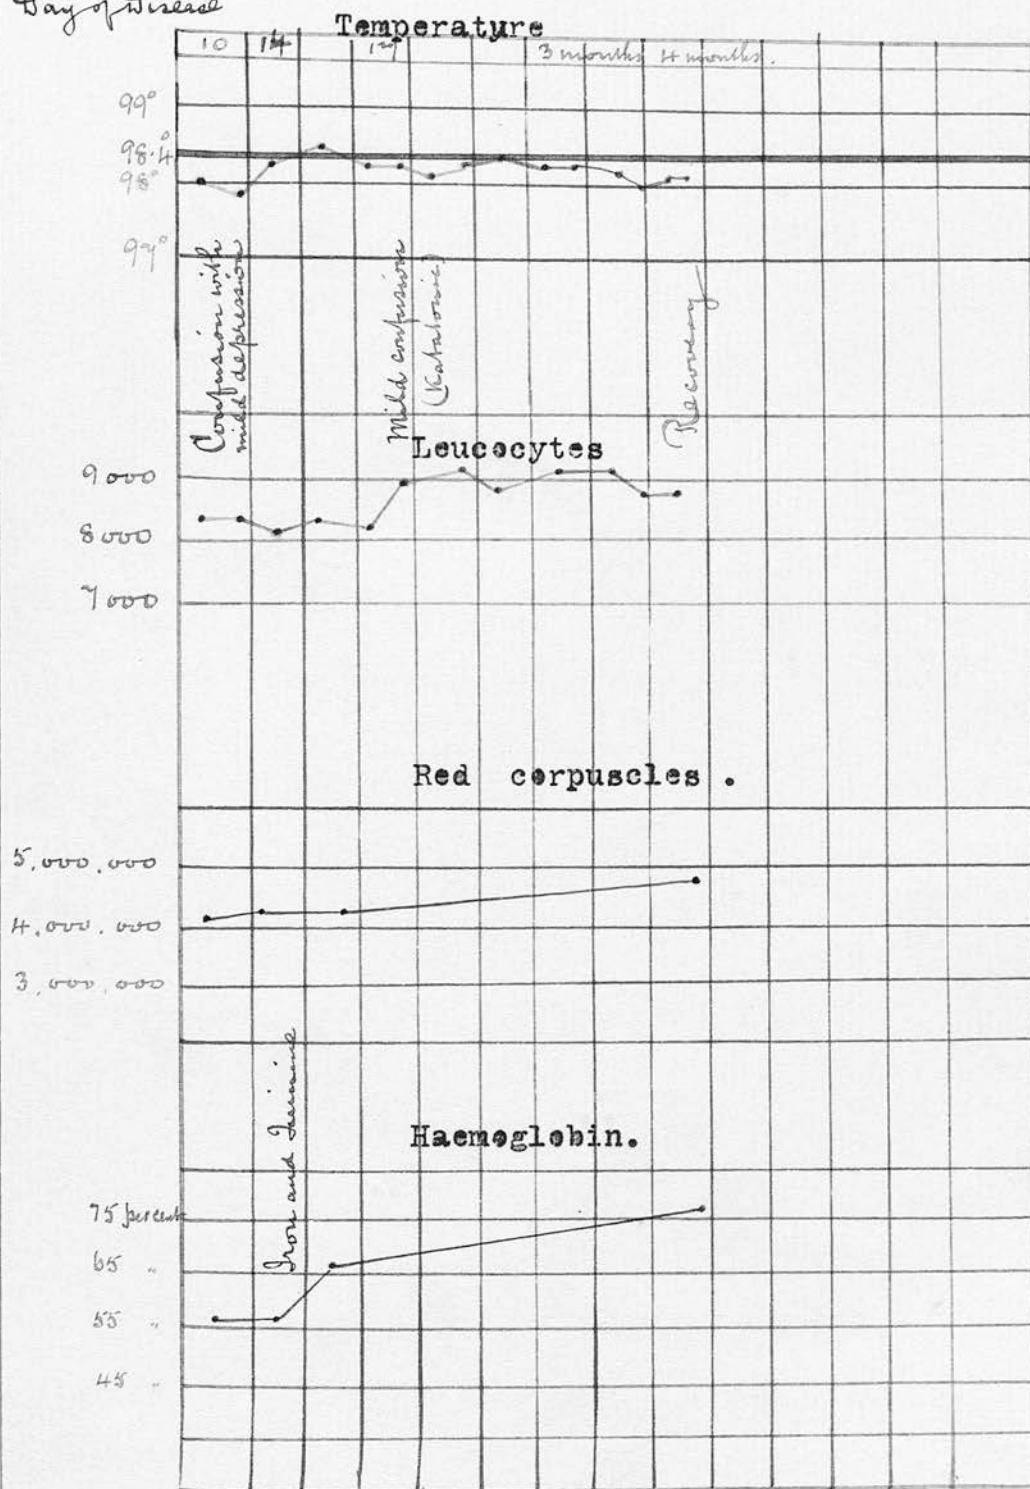 Day of Disease
Temperature
10 14 3 months 4 months.
99°
98.4°
98°
97°
Confusion with
mild depression
Mild confusion
(Katatonia)
Recovery
Leucocytes
9000
8000
7000
Red corpuscles.
5,000,000
4,000,000
3,000,000
Iron and
Haemoglobin.
75 percent
65 "
55 "
45 "